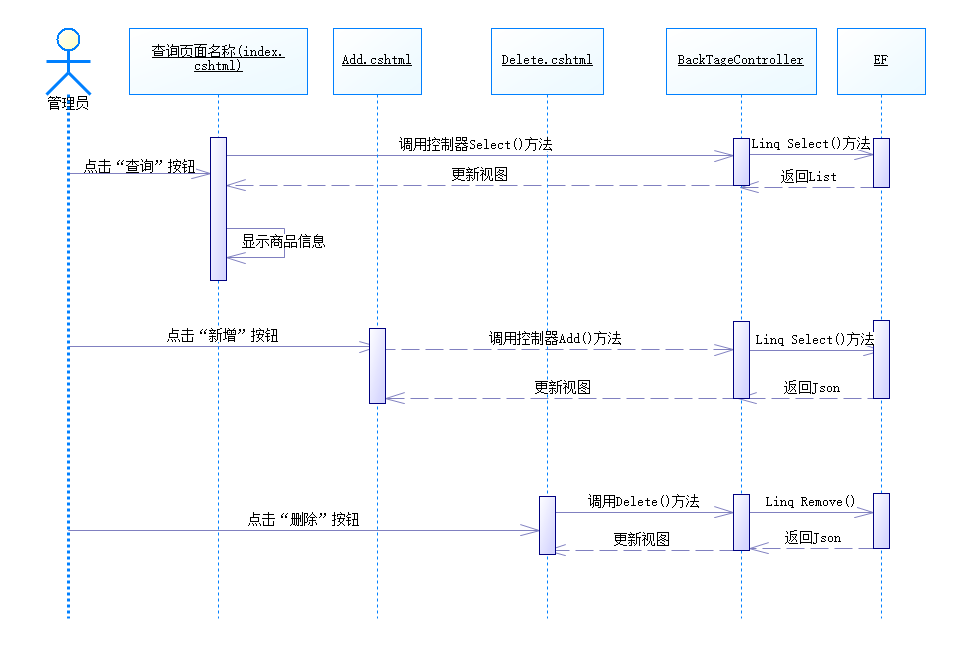 管理员
查询页面名称(index.
cshtml)
Add.cshtml
Delete.cshtml
BackTageController
EF
点击“查询”按钮
调用控制器Select()方法
Linq Select()方法
更新视图
返回List
显示商品信息
点击“新增”按钮
调用控制器Add()方法
Linq Select()方法
更新视图
返回Json
点击“删除”按钮
调用Delete()方法
Linq Remove()
更新视图
返回Json